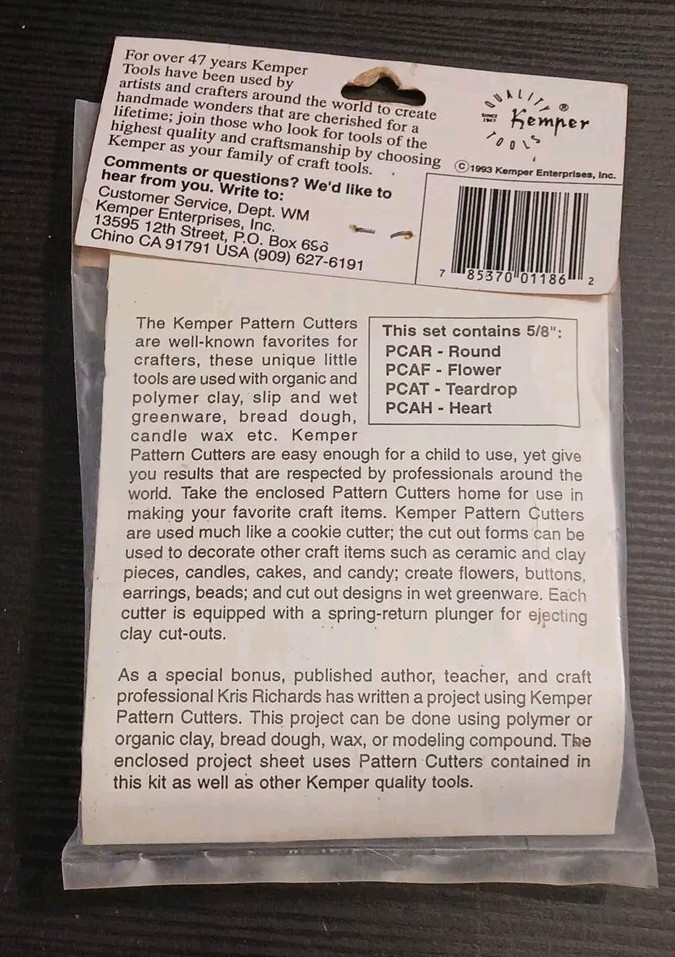 For over 47 years Kemper
Tools have been used by
artists and crafters around the world to create
handmade wonders that are cherished for a
lifetime; join those who look for tools of the
highest quality and craftsmanship by choosing
Kemper as your family of craft tools.
Comments or questions? We'd like to
hear from you. Write to:
Customer Service, Dept. WM
Kemper Enterprises, Inc.
13595 12th Street, P.O. Box
Chino CA 91791 USA (909) 627-6191
QUALITY ®
SINCE 1947
Kemper
TOOLS
©1993 Kemper Enterprises, Inc.
7 85370 01186 2
The Kemper Pattern Cutters
are well-known favorites for
crafters, these unique little
tools are used with organic and
polymer clay, slip and wet
greenware, bread dough,
candle wax etc. Kemper
This set contains 5/8":
PCAR - Round
PCAF - Flower
PCAT - Teardrop
PCAH - Heart
Pattern Cutters are easy enough for a child to use, yet give
you results that are respected by professionals around the
world. Take the enclosed Pattern Cutters home for use in
making your favorite craft items. Kemper Pattern Cutters
are used much like a cookie cutter; the cut out forms can be
used to decorate other craft items such as ceramic and clay
pieces, candles, cakes, and candy; create flowers, buttons,
earrings, beads; and cut out designs in wet greenware. Each
cutter is equipped with a spring-return plunger for ejecting
clay cut-outs.
As a special bonus, published author, teacher, and craft
professional Kris Richards has written a project using Kemper
Pattern Cutters. This project can be done using polymer or
organic clay, bread dough, wax, or modeling compound. The
enclosed project sheet uses Pattern Cutters contained in
this kit as well as other Kemper quality tools.